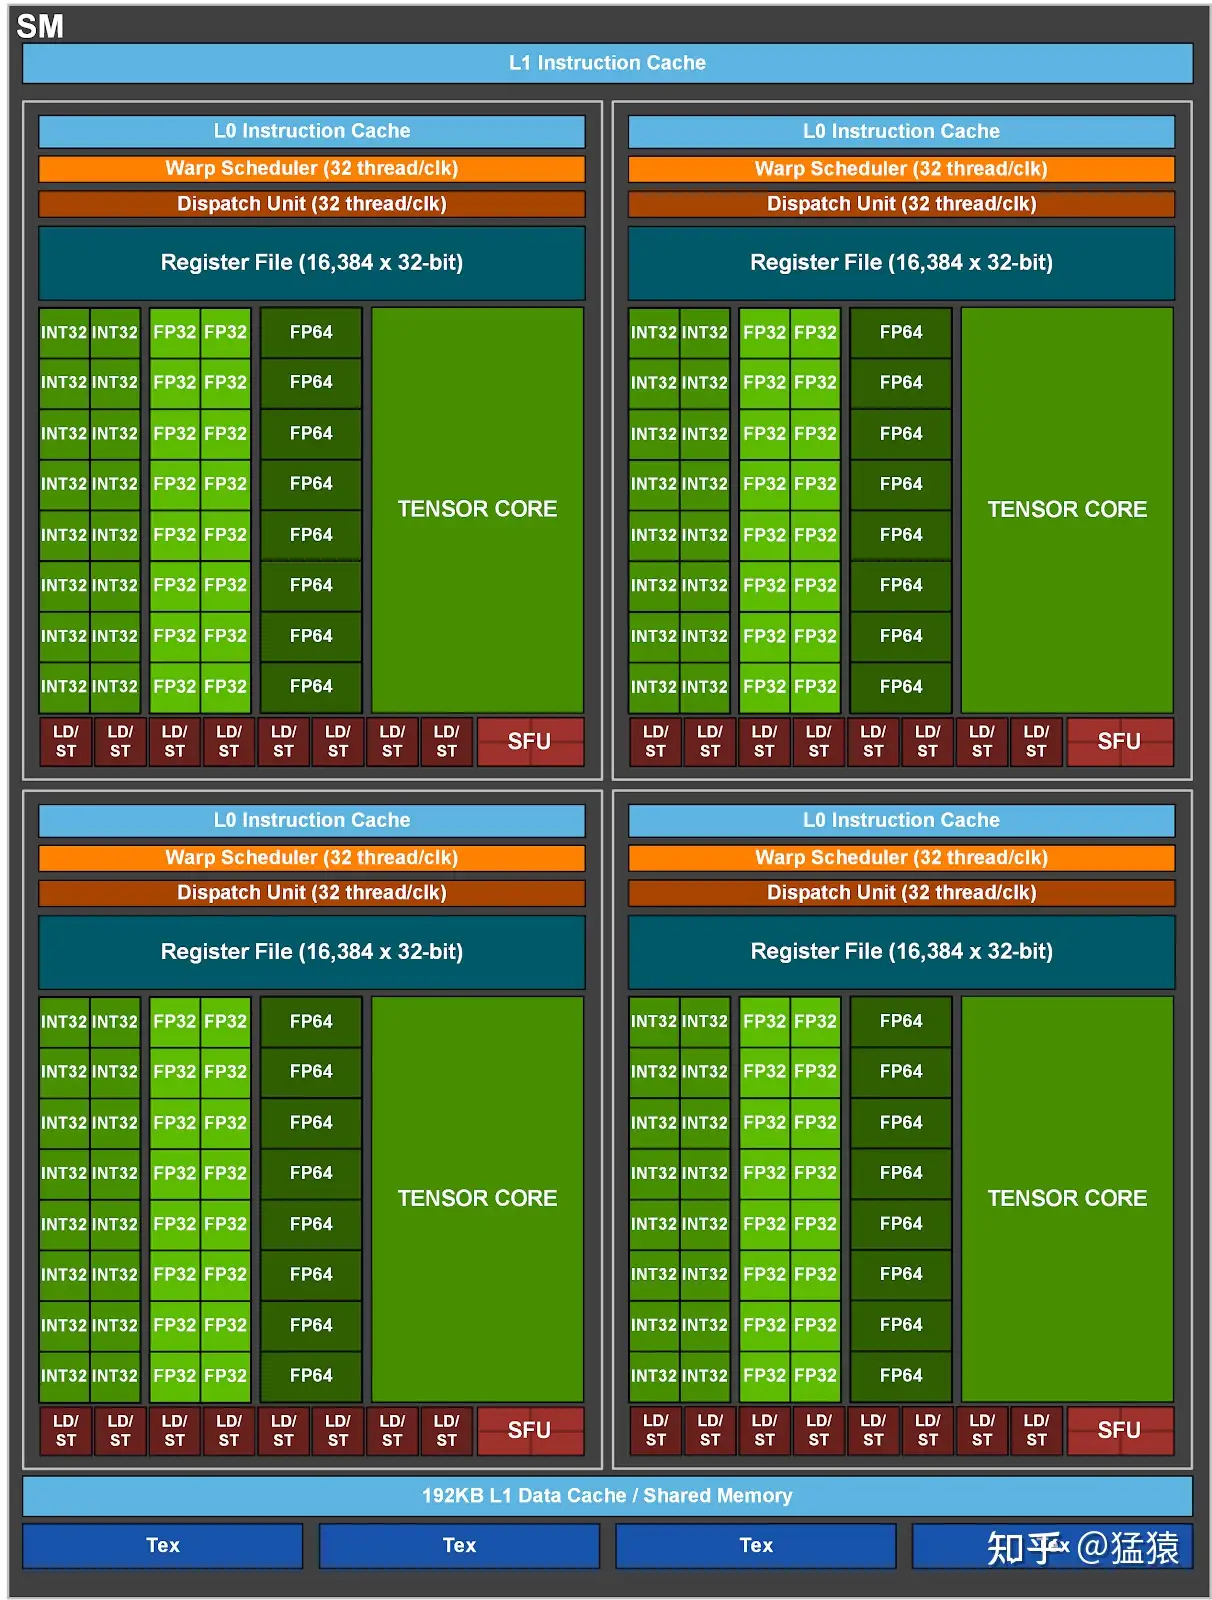 SM
L1 Instruction Cache
L0 Instruction Cache
Warp Scheduler (32 thread/clk)
Dispatch Unit (32 thread/clk)
Register File (16,384 x 32-bit)
INT32 INT32 FP32 FP32 FP64
INT32 INT32 FP32 FP32 FP64
INT32 INT32 FP32 FP32 FP64
INT32 INT32 FP32 FP32 FP64
TENSOR CORE
INT32 INT32 FP32 FP32 FP64
INT32 INT32 FP32 FP32 FP64
INT32 INT32 FP32 FP32 FP64
INT32 INT32 FP32 FP32 FP64
LD/ LD/ LD/ LD/ LD/ LD/ LD/ LD/
ST ST ST ST ST ST ST ST
SFU
L0 Instruction Cache
Warp Scheduler (32 thread/clk)
Dispatch Unit (32 thread/clk)
Register File (16,384 x 32-bit)
INT32 INT32 FP32 FP32 FP64
INT32 INT32 FP32 FP32 FP64
INT32 INT32 FP32 FP32 FP64
INT32 INT32 FP32 FP32 FP64
TENSOR CORE
INT32 INT32 FP32 FP32 FP64
INT32 INT32 FP32 FP32 FP64
INT32 INT32 FP32 FP32 FP64
INT32 INT32 FP32 FP32 FP64
LD/ LD/ LD/ LD/ LD/ LD/ LD/ LD/
ST ST ST ST ST ST ST ST
SFU
L0 Instruction Cache
Warp Scheduler (32 thread/clk)
Dispatch Unit (32 thread/clk)
Register File (16,384 x 32-bit)
INT32 INT32 FP32 FP32 FP64
INT32 INT32 FP32 FP32 FP64
INT32 INT32 FP32 FP32 FP64
INT32 INT32 FP32 FP32 FP64
TENSOR CORE
INT32 INT32 FP32 FP32 FP64
INT32 INT32 FP32 FP32 FP64
INT32 INT32 FP32 FP32 FP64
INT32 INT32 FP32 FP32 FP64
LD/ LD/ LD/ LD/ LD/ LD/ LD/ LD/
ST ST ST ST ST ST ST ST
SFU
L0 Instruction Cache
Warp Scheduler (32 thread/clk)
Dispatch Unit (32 thread/clk)
Register File (16,384 x 32-bit)
INT32 INT32 FP32 FP32 FP64
INT32 INT32 FP32 FP32 FP64
INT32 INT32 FP32 FP32 FP64
INT32 INT32 FP32 FP32 FP64
TENSOR CORE
INT32 INT32 FP32 FP32 FP64
INT32 INT32 FP32 FP32 FP64
INT32 INT32 FP32 FP32 FP64
INT32 INT32 FP32 FP32 FP64
LD/ LD/ LD/ LD/ LD/ LD/ LD/ LD/
ST ST ST ST ST ST ST ST
SFU
192KB L1 Data Cache / Shared Memory
Tex Tex Tex Tex
知乎 @猛猿